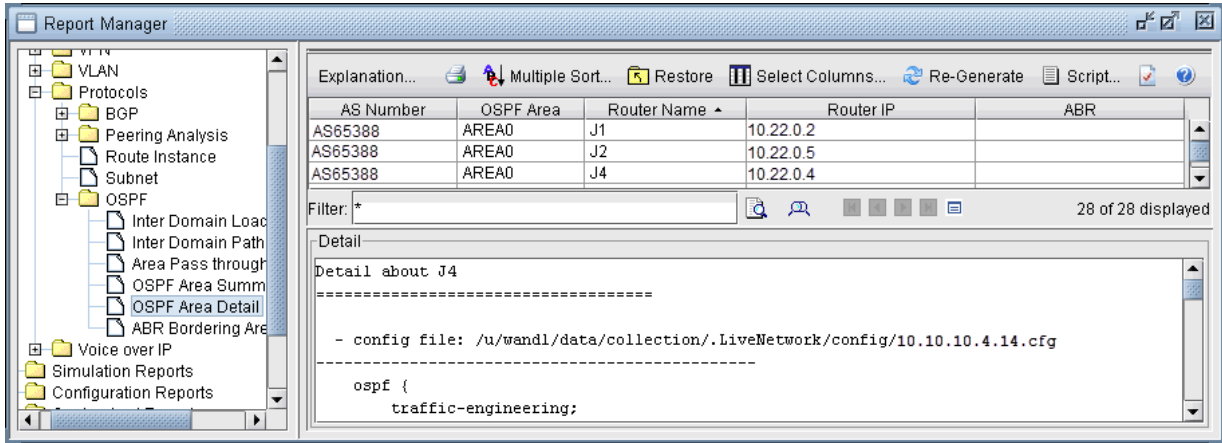 Report Manager
VPN
VLAN
Protocols
BGP
Peering Analysis
Route Instance
Subnet
OSPF
Inter Domain Load
Inter Domain Path
Area Pass through
OSPF Area Summ
OSPF Area Detail
ABR Bordering Are
Voice over IP
Simulation Reports
Configuration Reports
Explanation... Multiple Sort... Restore Select Columns... Re-Generate Script...
AS Number OSPF Area Router Name Router IP ABR
AS65388 AREA0 J1 10.22.0.2
AS65388 AREA0 J2 10.22.0.5
AS65388 AREA0 J4 10.22.0.4
Filter: * 28 of 28 displayed
Detail
Detail about J4
====================================
- config file: /u/wandl/data/collection/.LiveNetwork/config/10.10.10.4.14.cfg
-----------------------------------------------
ospf {
traffic-engineering;